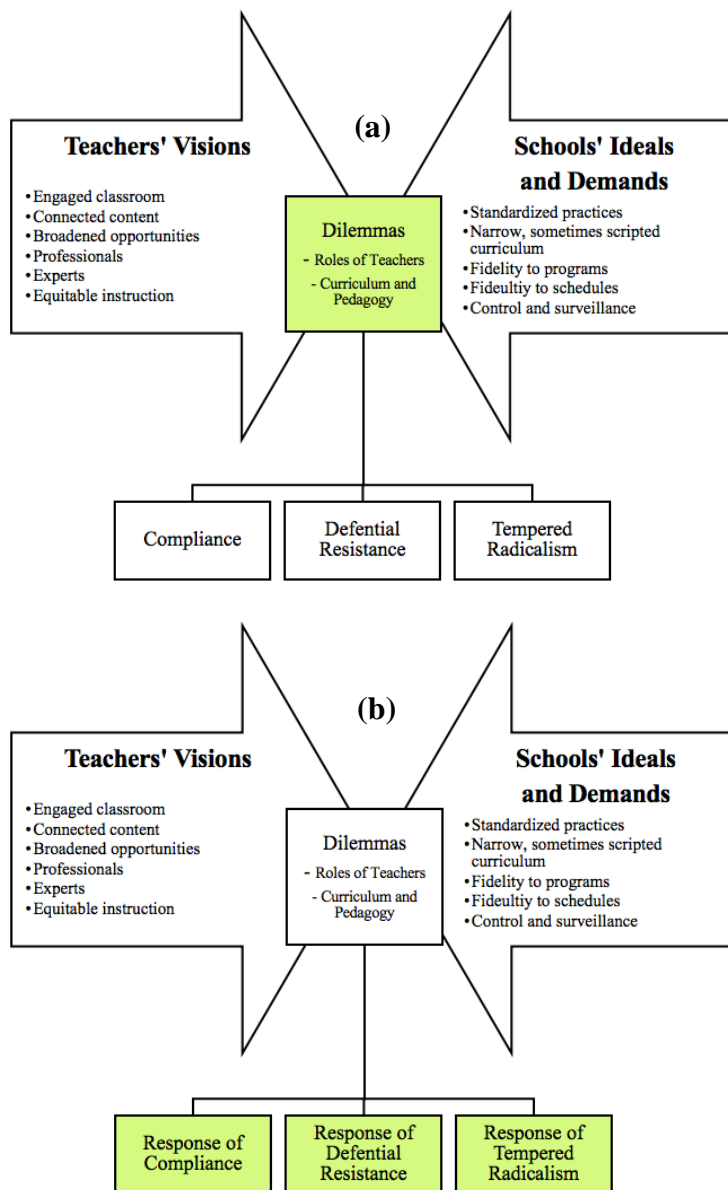 (a)
Teachers' Visions
•Engaged classroom
•Connected content
•Broadened opportunities
•Professionals
•Experts
•Equitable instruction
Dilemmas
- Roles of Teachers
- Curriculum and
Pedagogy
Schools' Ideals
and Demands
•Standardized practices
•Narrow, sometimes scripted
curriculum
•Fidelity to programs
•Fideultiy to schedules
•Control and surveillance
Compliance
Defential
Resistance
Tempered
Radicalism
(b)
Teachers' Visions
•Engaged classroom
•Connected content
•Broadened opportunities
•Professionals
•Experts
•Equitable instruction
Dilemmas
- Roles of Teachers
- Curriculum and
Pedagogy
Schools' Ideals
and Demands
•Standardized practices
•Narrow, sometimes scripted
curriculum
•Fidelity to programs
•Fideultiy to schedules
•Control and surveillance
Response of
Compliance
Response of
Defential
Resistance
Response of
Tempered
Radicalism